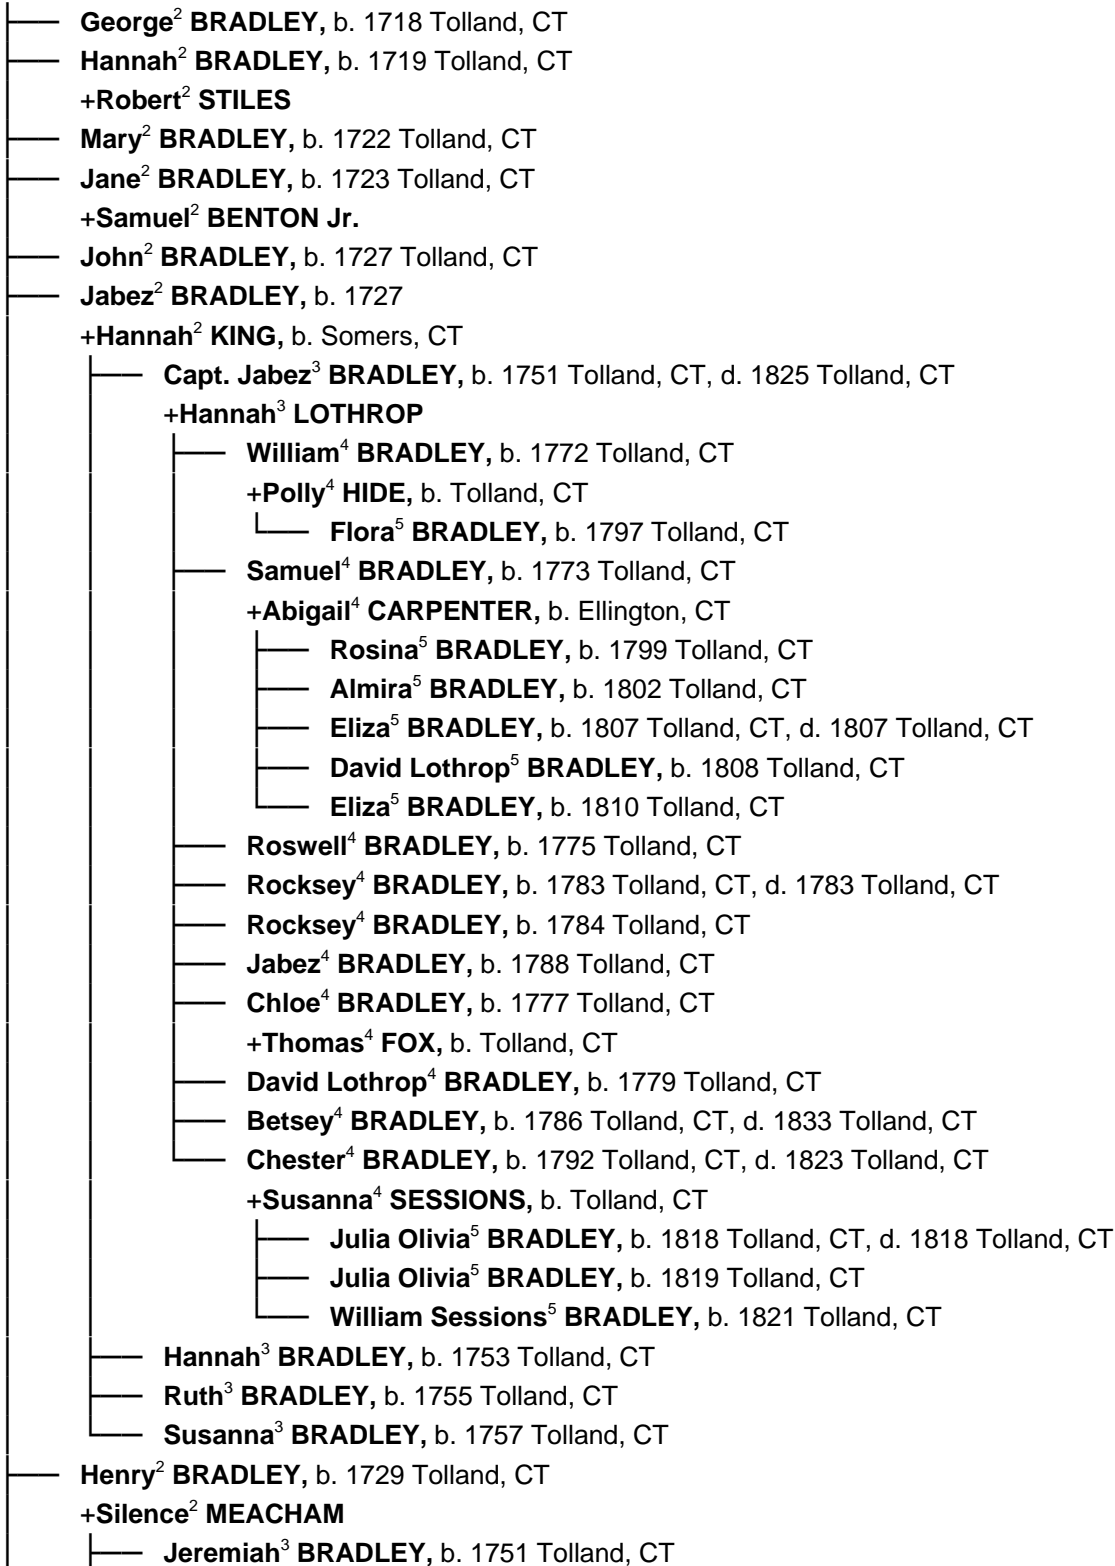 George² BRADLEY, b. 1718 Tolland, CT
Hannah² BRADLEY, b. 1719 Tolland, CT
+Robert² STILES
Mary² BRADLEY, b. 1722 Tolland, CT
Jane² BRADLEY, b. 1723 Tolland, CT
+Samuel² BENTON Jr.
John² BRADLEY, b. 1727 Tolland, CT
Jabez² BRADLEY, b. 1727
+Hannah² KING, b. Somers, CT
Capt. Jabez³ BRADLEY, b. 1751 Tolland, CT, d. 1825 Tolland, CT
+Hannah³ LOTHROP
William⁴ BRADLEY, b. 1772 Tolland, CT
+Polly⁴ HIDE, b. Tolland, CT
Flora⁵ BRADLEY, b. 1797 Tolland, CT
Samuel⁴ BRADLEY, b. 1773 Tolland, CT
+Abigail⁴ CARPENTER, b. Ellington, CT
Rosina⁵ BRADLEY, b. 1799 Tolland, CT
Almira⁵ BRADLEY, b. 1802 Tolland, CT
Eliza⁵ BRADLEY, b. 1807 Tolland, CT, d. 1807 Tolland, CT
David Lothrop⁵ BRADLEY, b. 1808 Tolland, CT
Eliza⁵ BRADLEY, b. 1810 Tolland, CT
Roswell⁴ BRADLEY, b. 1775 Tolland, CT
Rocksey⁴ BRADLEY, b. 1783 Tolland, CT, d. 1783 Tolland, CT
Rocksey⁴ BRADLEY, b. 1784 Tolland, CT
Jabez⁴ BRADLEY, b. 1788 Tolland, CT
Chloe⁴ BRADLEY, b. 1777 Tolland, CT
+Thomas⁴ FOX, b. Tolland, CT
David Lothrop⁴ BRADLEY, b. 1779 Tolland, CT
Betsey⁴ BRADLEY, b. 1786 Tolland, CT, d. 1833 Tolland, CT
Chester⁴ BRADLEY, b. 1792 Tolland, CT, d. 1823 Tolland, CT
+Susanna⁴ SESSIONS, b. Tolland, CT
Julia Olivia⁵ BRADLEY, b. 1818 Tolland, CT, d. 1818 Tolland, CT
Julia Olivia⁵ BRADLEY, b. 1819 Tolland, CT
William Sessions⁵ BRADLEY, b. 1821 Tolland, CT
Hannah³ BRADLEY, b. 1753 Tolland, CT
Ruth³ BRADLEY, b. 1755 Tolland, CT
Susanna³ BRADLEY, b. 1757 Tolland, CT
Henry² BRADLEY, b. 1729 Tolland, CT
+Silence² MEACHAM
Jeremiah³ BRADLEY, b. 1751 Tolland, CT